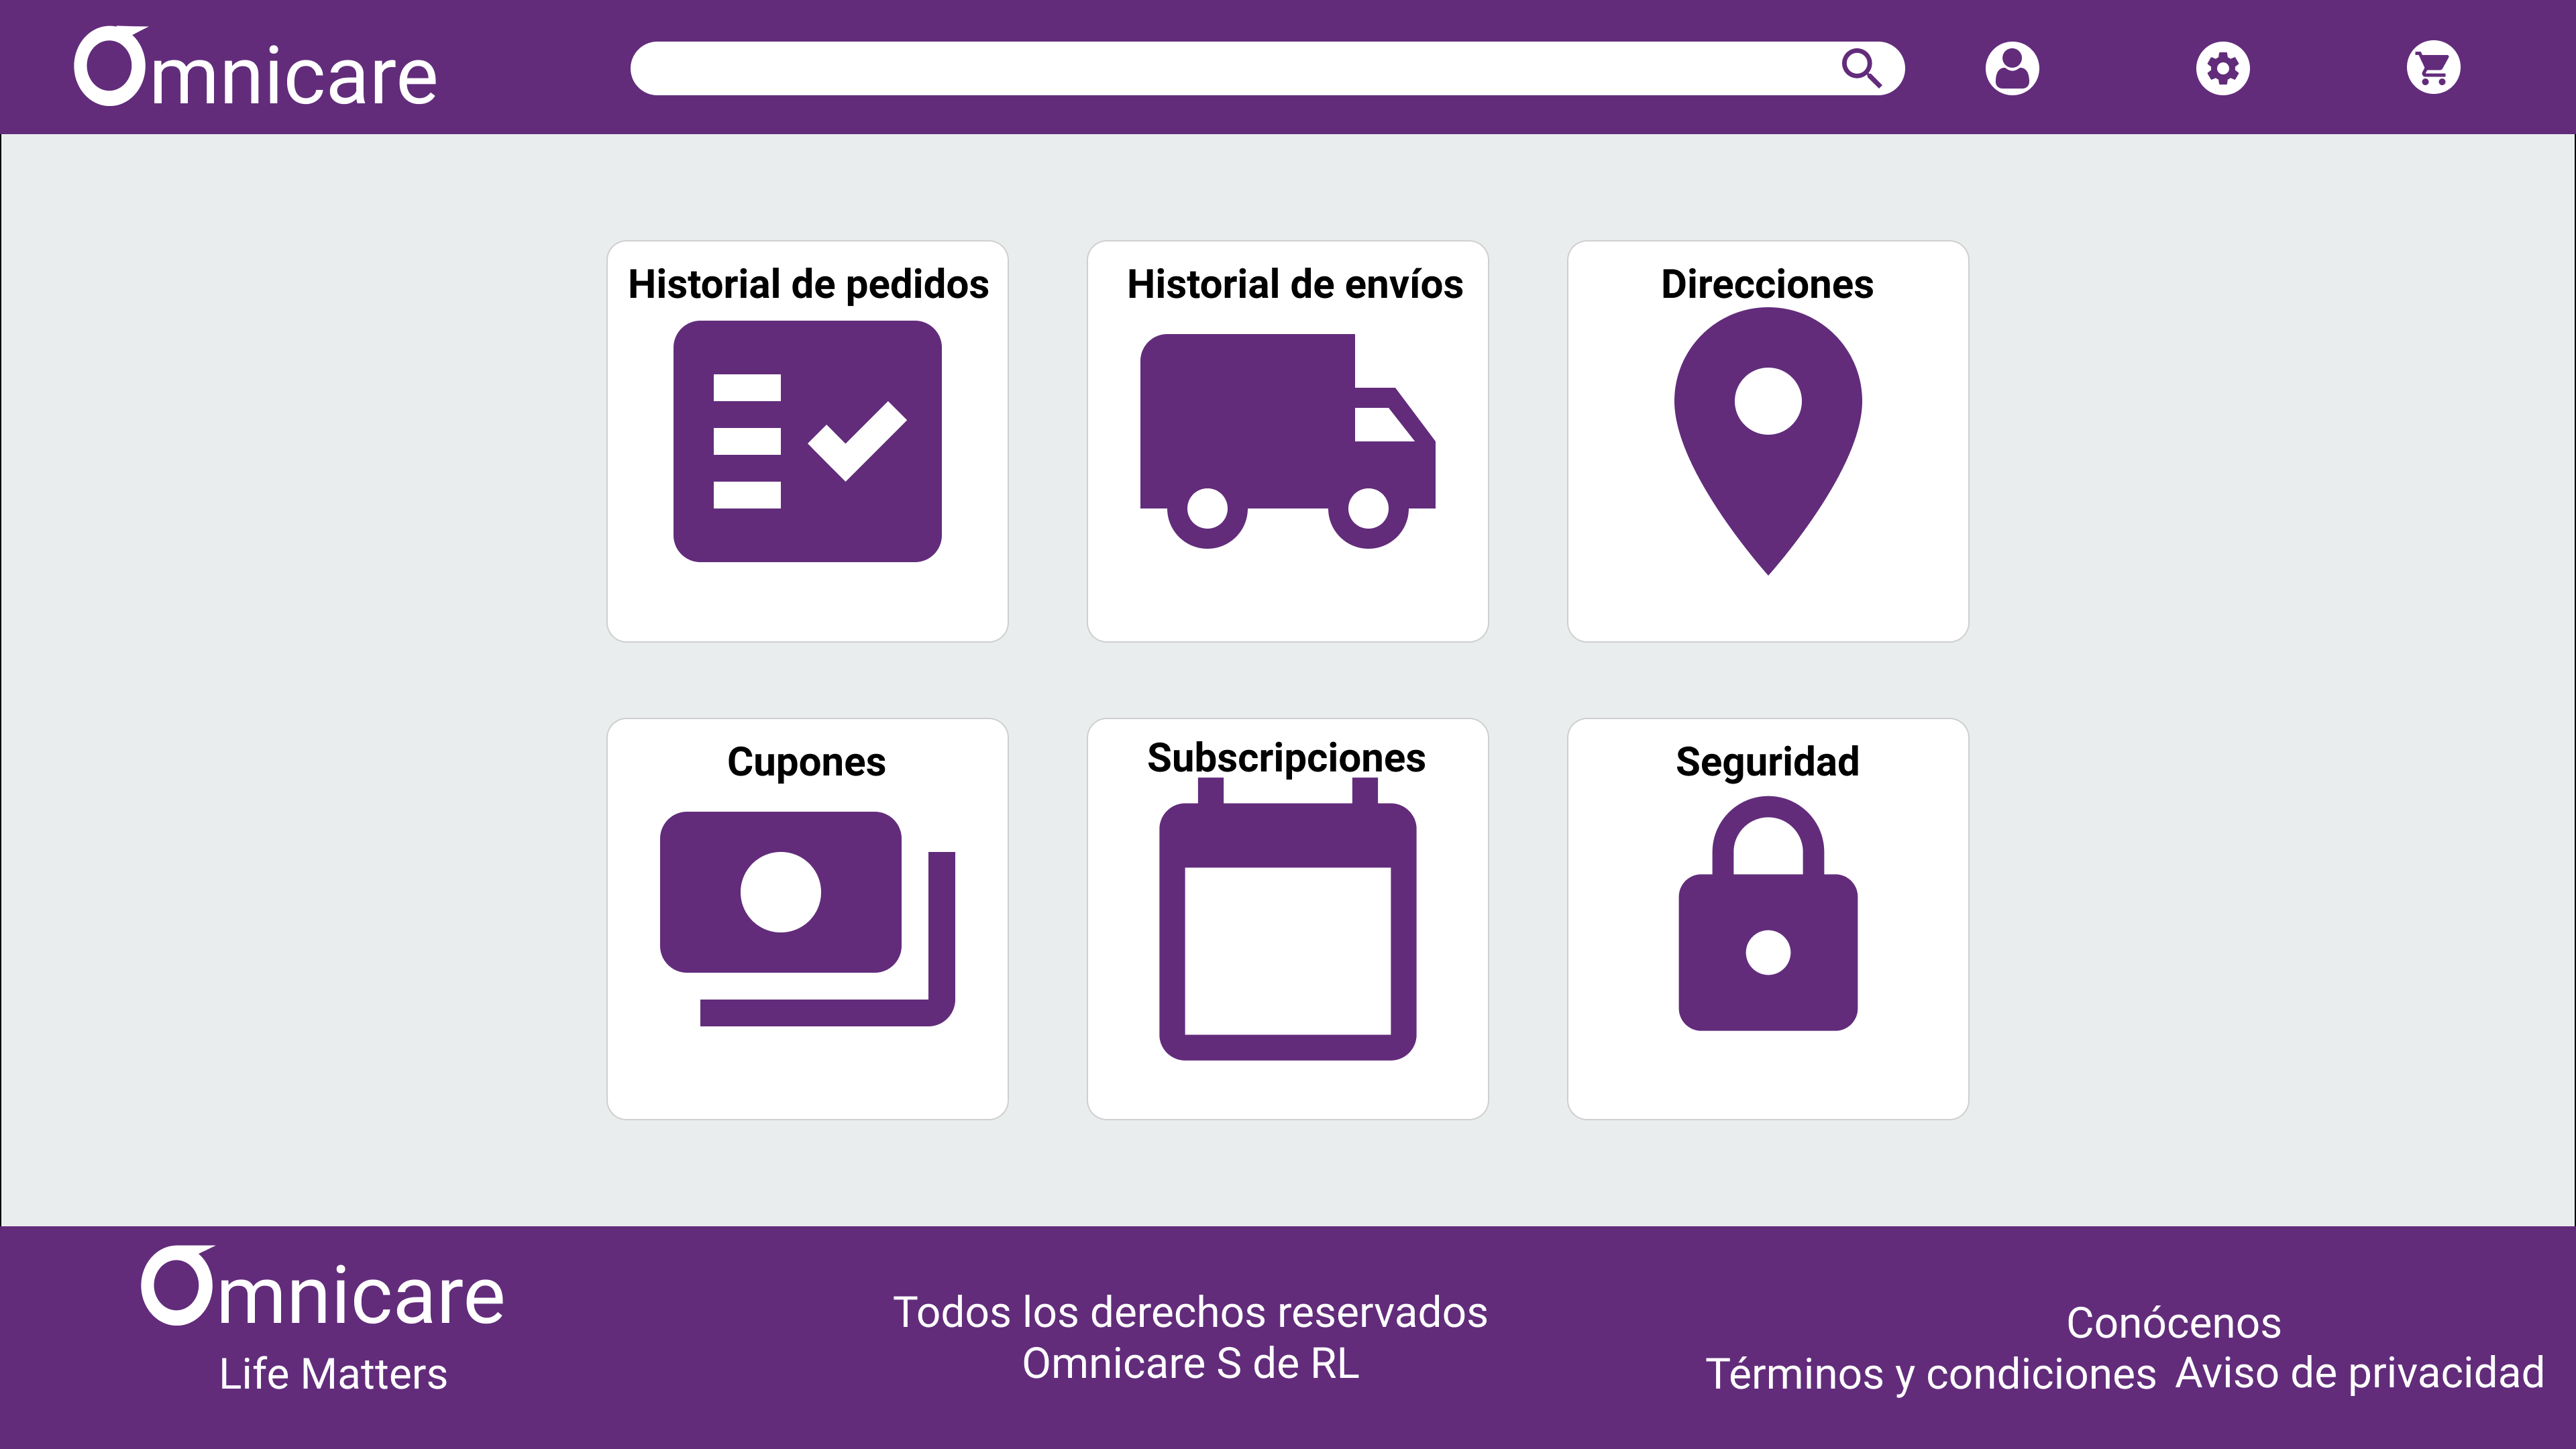 Omnicare
Historial de pedidos
Historial de envíos
Direcciones
Cupones
Subscripciones
Seguridad
Omnicare
Life Matters
Todos los derechos reservados
Omnicare S de RL
Conócenos
Términos y condiciones
Aviso de privacidad